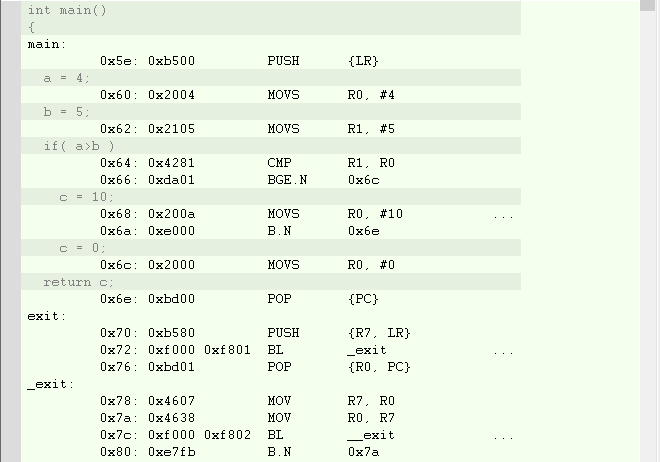 int main()
{
main:
0x5e: 0xb500 PUSH {LR}
a = 4;
0x60: 0x2004 MOVS R0, #4
b = 5;
0x62: 0x2105 MOVS R1, #5
if( a>b )
0x64: 0x4281 CMP R1, R0
0x66: 0xda01 BGE.N 0x6c
c = 10;
0x68: 0x200a MOVS R0, #10 ...
0x6a: 0xe000 B.N 0x6e
c = 0;
0x6c: 0x2000 MOVS R0, #0
return c;
0x6e: 0xbd00 POP {PC}
exit:
0x70: 0xb580 PUSH {R7, LR}
0x72: 0xf000 0xf801 BL _exit ...
0x76: 0xbd01 POP {R0, PC}
_exit:
0x78: 0x4607 MOV R7, R0
0x7a: 0x4638 MOV R0, R7
0x7c: 0xf000 0xf802 BL __exit ...
0x80: 0xe7fb B.N 0x7a